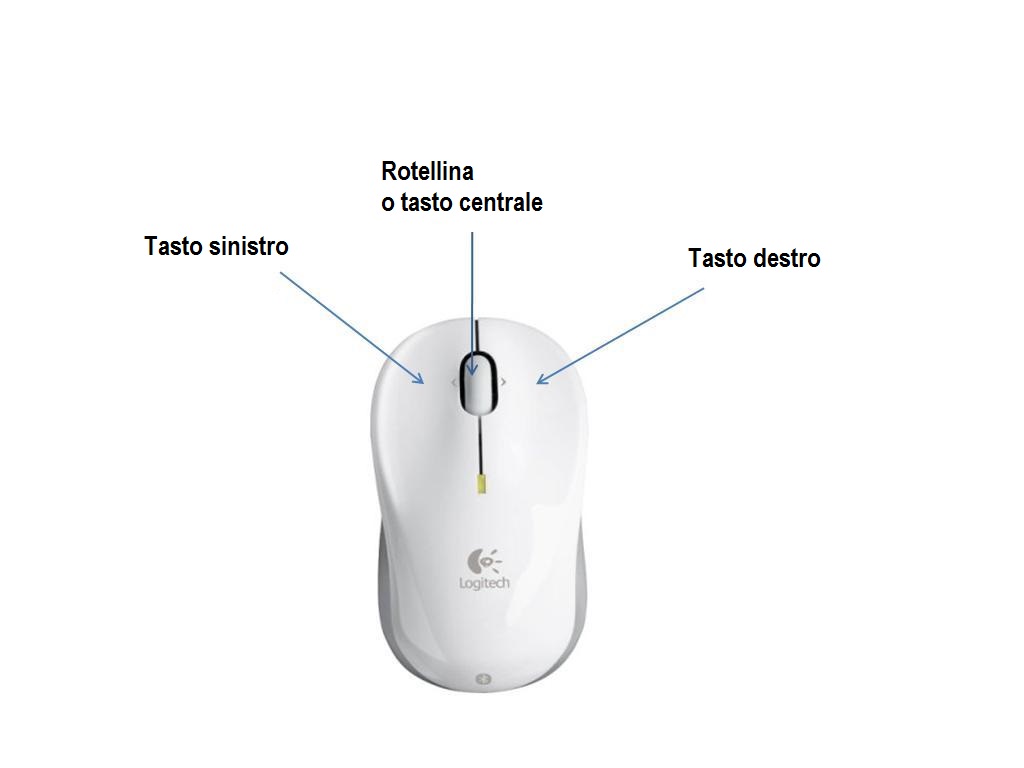 Rotellina
o tasto centrale
Tasto sinistro
Tasto destro
Logitech